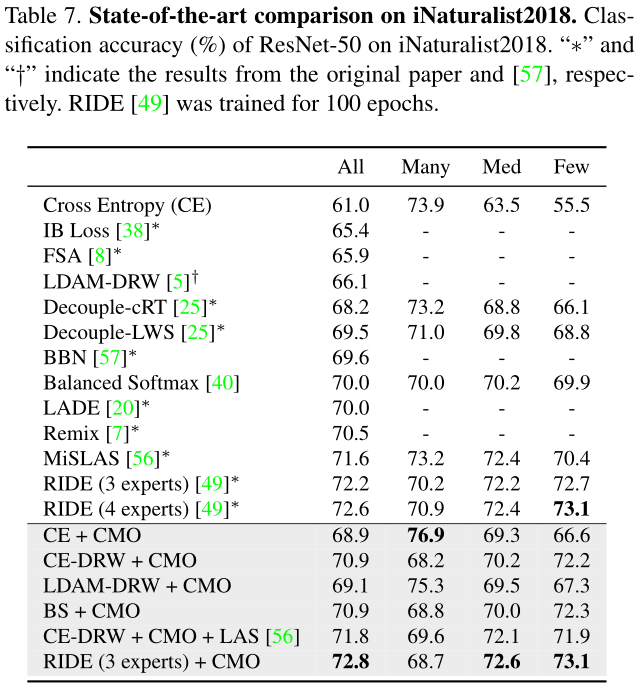 Table 7. State-of-the-art comparison on iNaturalist2018. Clas-
sification accuracy (%) of ResNet-50 on iNaturalist2018. “∗” and
“†” indicate the results from the original paper and [57], respec-
tively. RIDE [49] was trained for 100 epochs.
All Many Med Few
Cross Entropy (CE) 61.0 73.9 63.5 55.5
IB Loss [38]* 65.4 - - -
FSA [8]* 65.9 - - -
LDAM-DRW [5]† 66.1 - - -
Decouple-cRT [25]* 68.2 73.2 68.8 66.1
Decouple-LWS [25]* 69.5 71.0 69.8 68.8
BBN [57]* 69.6 - - -
Balanced Softmax [40] 70.0 70.0 70.2 69.9
LADE [20]* 70.0 - - -
Remix [7]* 70.5 - - -
MiSLAS [56]* 71.6 73.2 72.4 70.4
RIDE (3 experts) [49]* 72.2 70.2 72.2 72.7
RIDE (4 experts) [49]* 72.6 70.9 72.4 73.1
CE + CMO 68.9 76.9 69.3 66.6
CE-DRW + CMO 70.9 68.2 70.2 72.2
LDAM-DRW + CMO 69.1 75.3 69.5 67.3
BS + CMO 70.9 68.8 70.0 72.3
CE-DRW + CMO + LAS [56] 71.8 69.6 72.1 71.9
RIDE (3 experts) + CMO 72.8 68.7 72.6 73.1